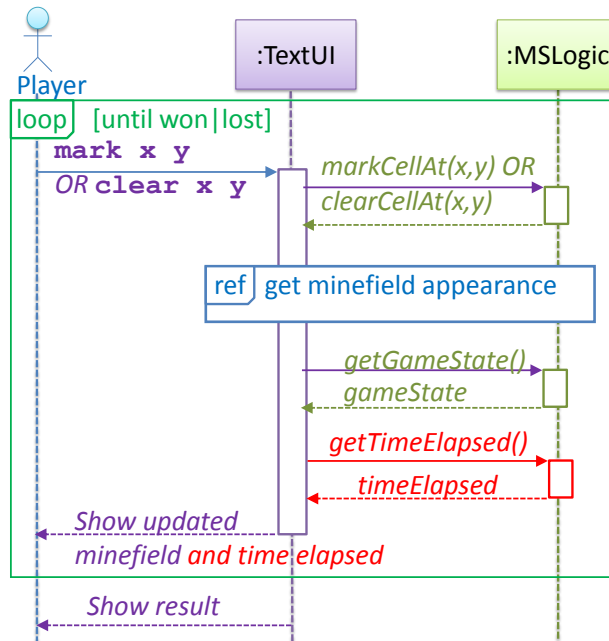 :TextUI
:MSLogic
Player
loop [until won|lost]
mark x y
OR clear x y
markCellAt(x,y) OR
clearCellAt(x,y)
ref get minefield appearance
getGameState()
gameState
getTimeElapsed()
timeElapsed
Show updated
minefield and time elapsed
Show result